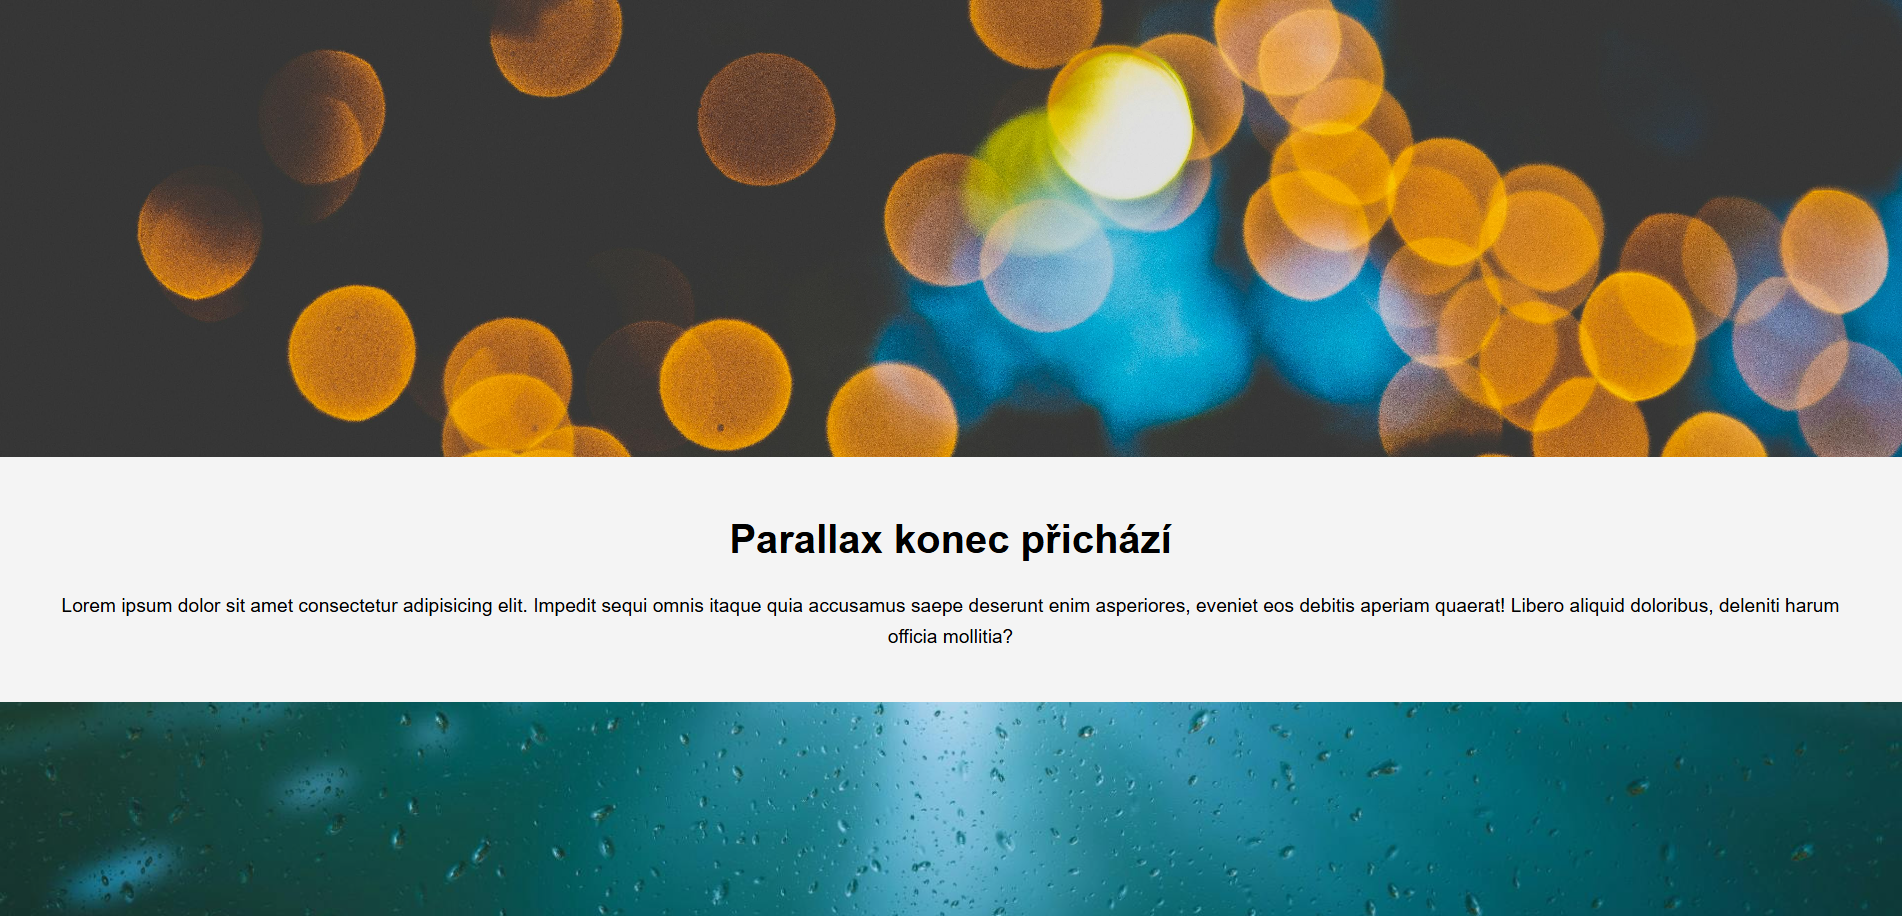 Parallax konec přichází
Lorem ipsum dolor sit amet consectetur adipisicing elit. Impedit sequi omnis itaque quia accusamus saepe deserunt enim asperiores, eveniet eos debitis aperiam quaerat! Libero aliquid doloribus, deleniti harum
officia mollitia?